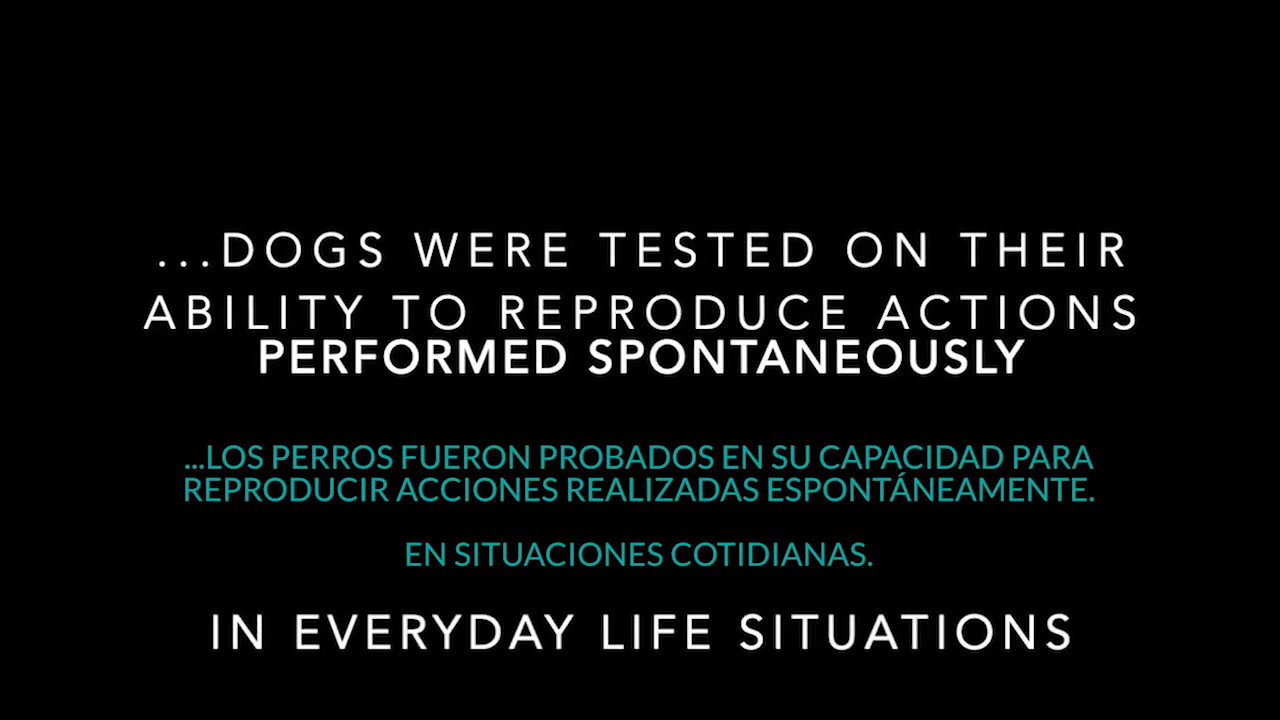 ...DOGS WERE TESTED ON THEIR
ABILITY TO REPRODUCE ACTIONS
PERFORMED SPONTANEOUSLY
...LOS PERROS FUERON PROBADOS EN SU CAPACIDAD PARA
REPRODUCIR ACCIONES REALIZADAS ESPONTÁNEAMENTE.
EN SITUACIONES COTIDIANAS.
IN EVERYDAY LIFE SITUATIONS